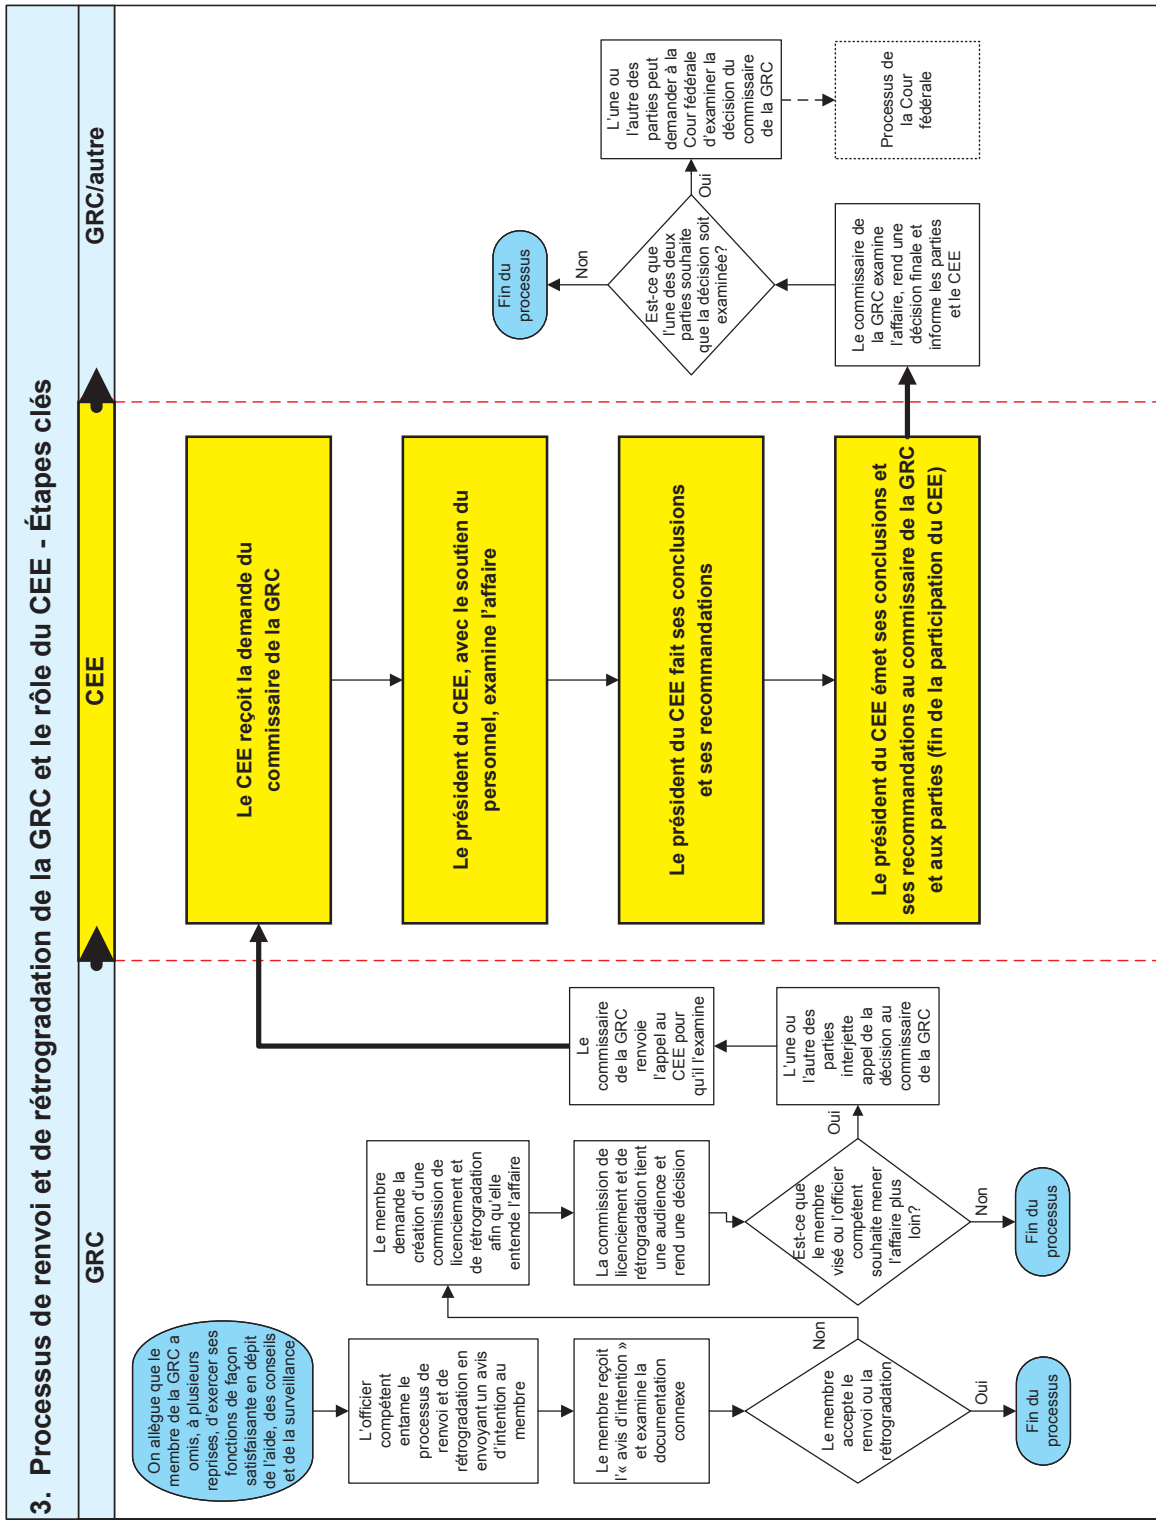 3. Processus de renvoi et de rétrogradation de la GRC et le rôle du CEE - Étapes clés
GRC
CEE
GRC/autre
On allègue que le
membre de la GRC a
omis, à plusieurs
reprises, d'exercer ses
fonctions de façon
satisfaisante en dépit
de l'aide, des conseils
et de la surveillance
L'officier
compétent
entame le
processus de
renvoi et de
rétrogradation en
envoyant un avis
d'intention au
membre
Le membre reçoit
l'« avis d'intention »
et examine la
documentation
connexe
Le membre
accepte le
renvoi ou la
rétrogradation
Oui
Fin du
processus
Non
Le membre
demande la
création d'une
commission de
licenciement et
de rétrogradation
afin qu'elle
entende l'affaire
La commission de
licenciement et de
rétrogradation tient
une audience et
rend une décision
Est-ce que
le membre
visé ou l'officier
compétent
souhaite mener
l'affaire plus
loin?
Non
Fin du
processus
Oui
L'une ou
l'autre des
parties
interjette
appel de la
décision au
commissaire
de la GRC
Le
commissaire
de la GRC
renvoie
l'appel au
CEE pour
qu'il l'examine
Le CEE reçoit la demande du
commissaire de la GRC
Le président du CEE, avec le soutien du
personnel, examine l'affaire
Le président du CEE fait ses conclusions
et ses recommandations
Le président du CEE émet ses conclusions et
ses recommandations au commissaire de la GRC
et aux parties (fin de la participation du CEE)
Le commissaire de
la GRC examine
l'affaire, rend une
décision finale et
informe les parties
et le CEE
Est-ce que
l'une des deux
parties souhaite
que la décision soit
examinée?
Non
Fin du
processus
Oui
L'une ou
l'autre des
parties peut
demander à la
Cour fédérale
d'examiner la
décision du
commissaire
de la GRC
Processus de
la Cour
fédérale